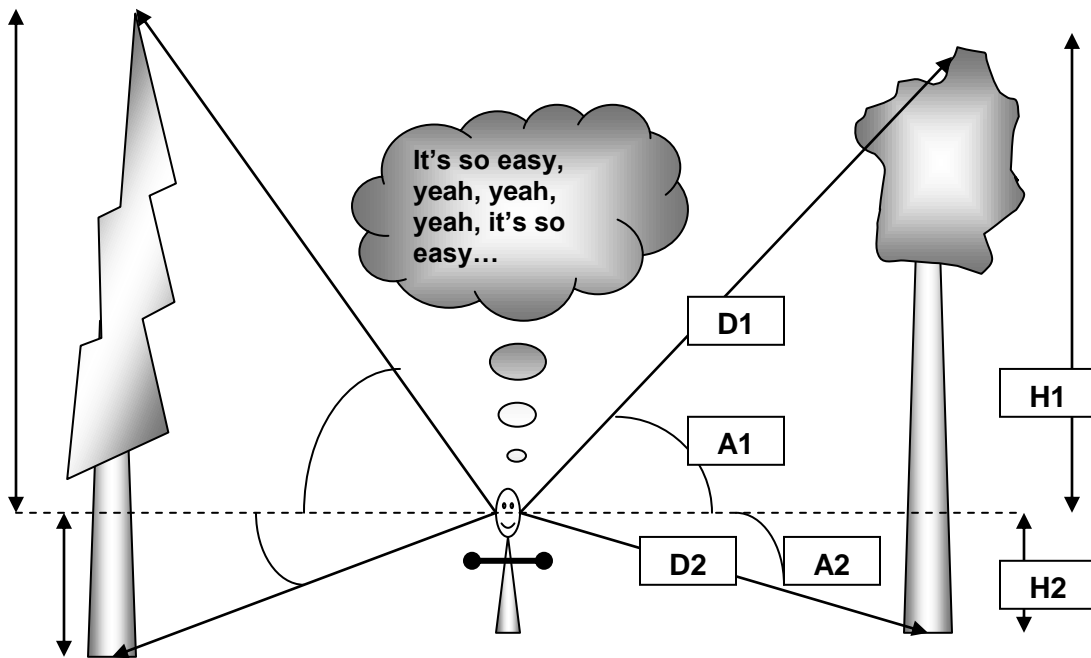 It's so easy,
yeah, yeah,
yeah, it's so
easy…
D1
H1
A1
D2
A2
H2